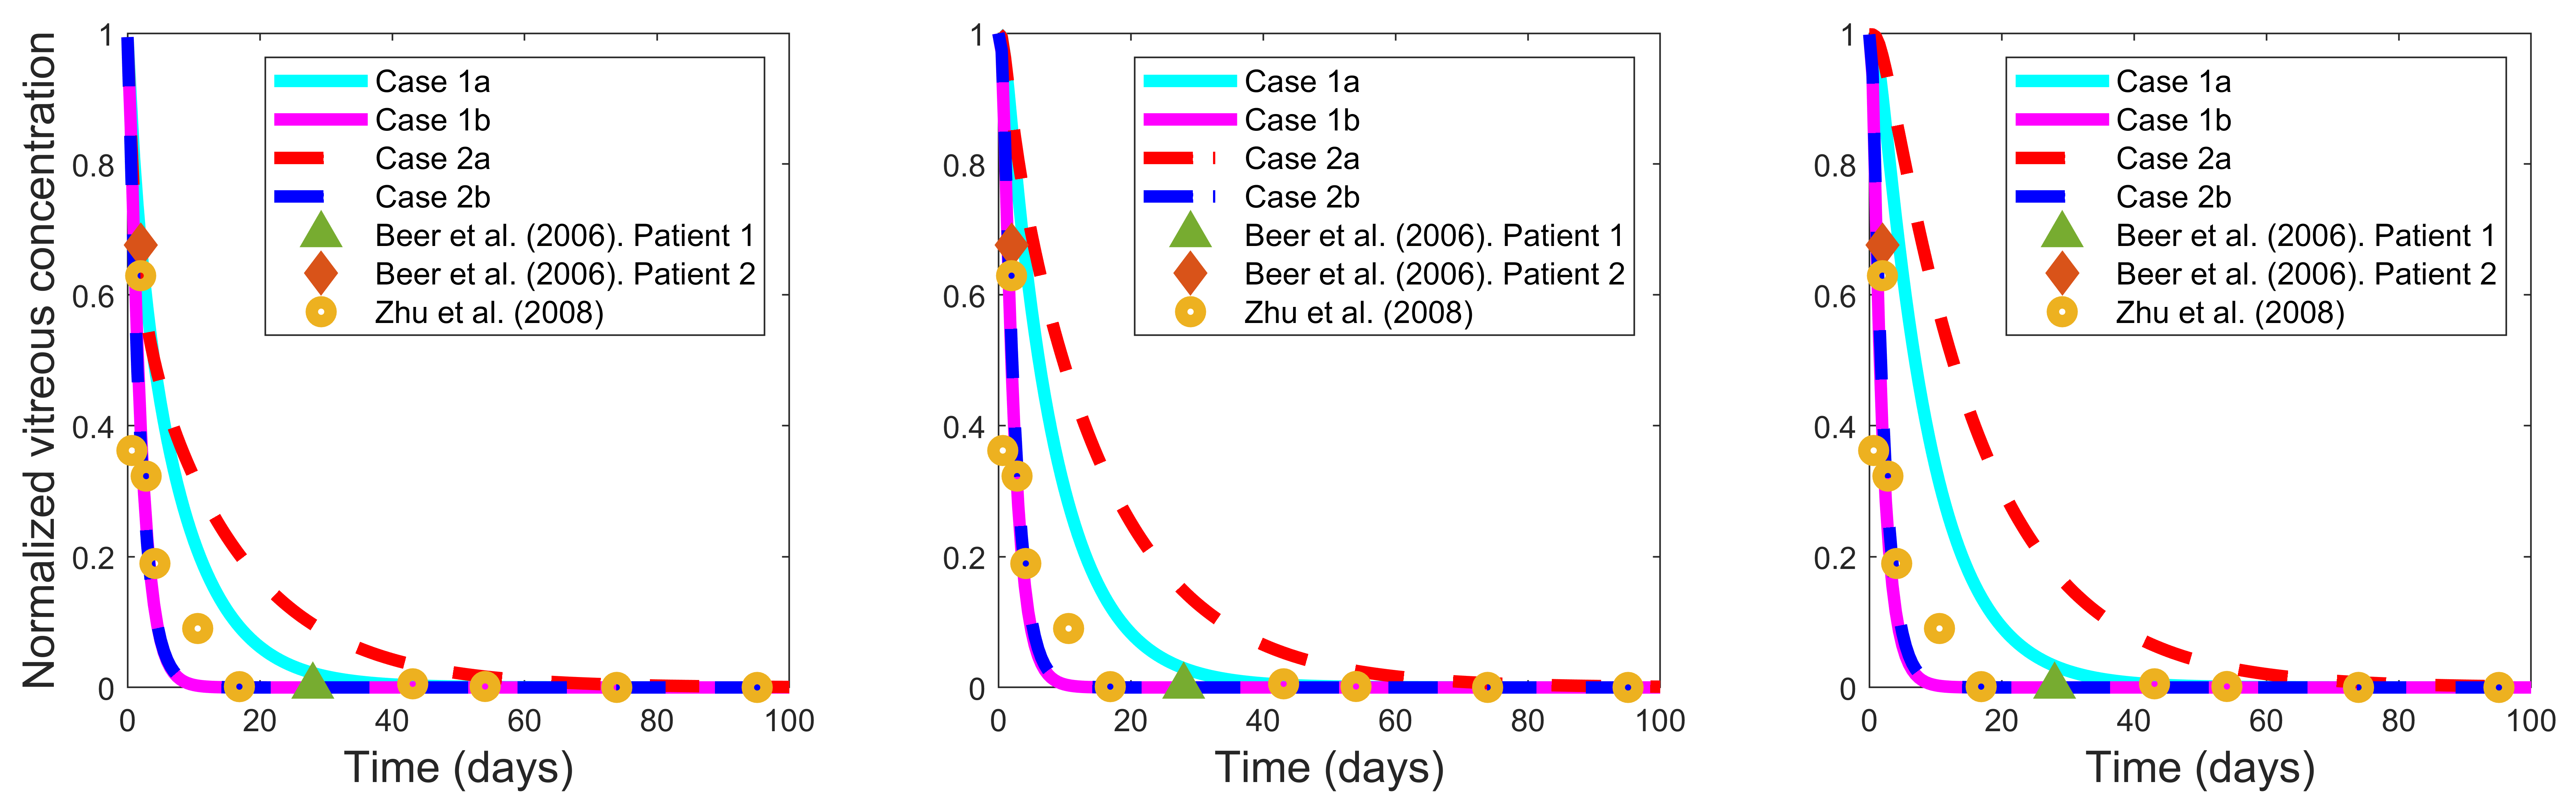 Normalized vitreous concentration
1
0.8
0.6
0.4
0.2
0
0 20 40 60 80 100
Time (days)
Case 1a
Case 1b
Case 2a
Case 2b
Beer et al. (2006). Patient 1
Beer et al. (2006). Patient 2
Zhu et al. (2008)
1
0.8
0.6
0.4
0.2
0
0 20 40 60 80 100
Time (days)
Case 1a
Case 1b
Case 2a
Case 2b
Beer et al. (2006). Patient 1
Beer et al. (2006). Patient 2
Zhu et al. (2008)
1
0.8
0.6
0.4
0.2
0
0 20 40 60 80 100
Time (days)
Case 1a
Case 1b
Case 2a
Case 2b
Beer et al. (2006). Patient 1
Beer et al. (2006). Patient 2
Zhu et al. (2008)